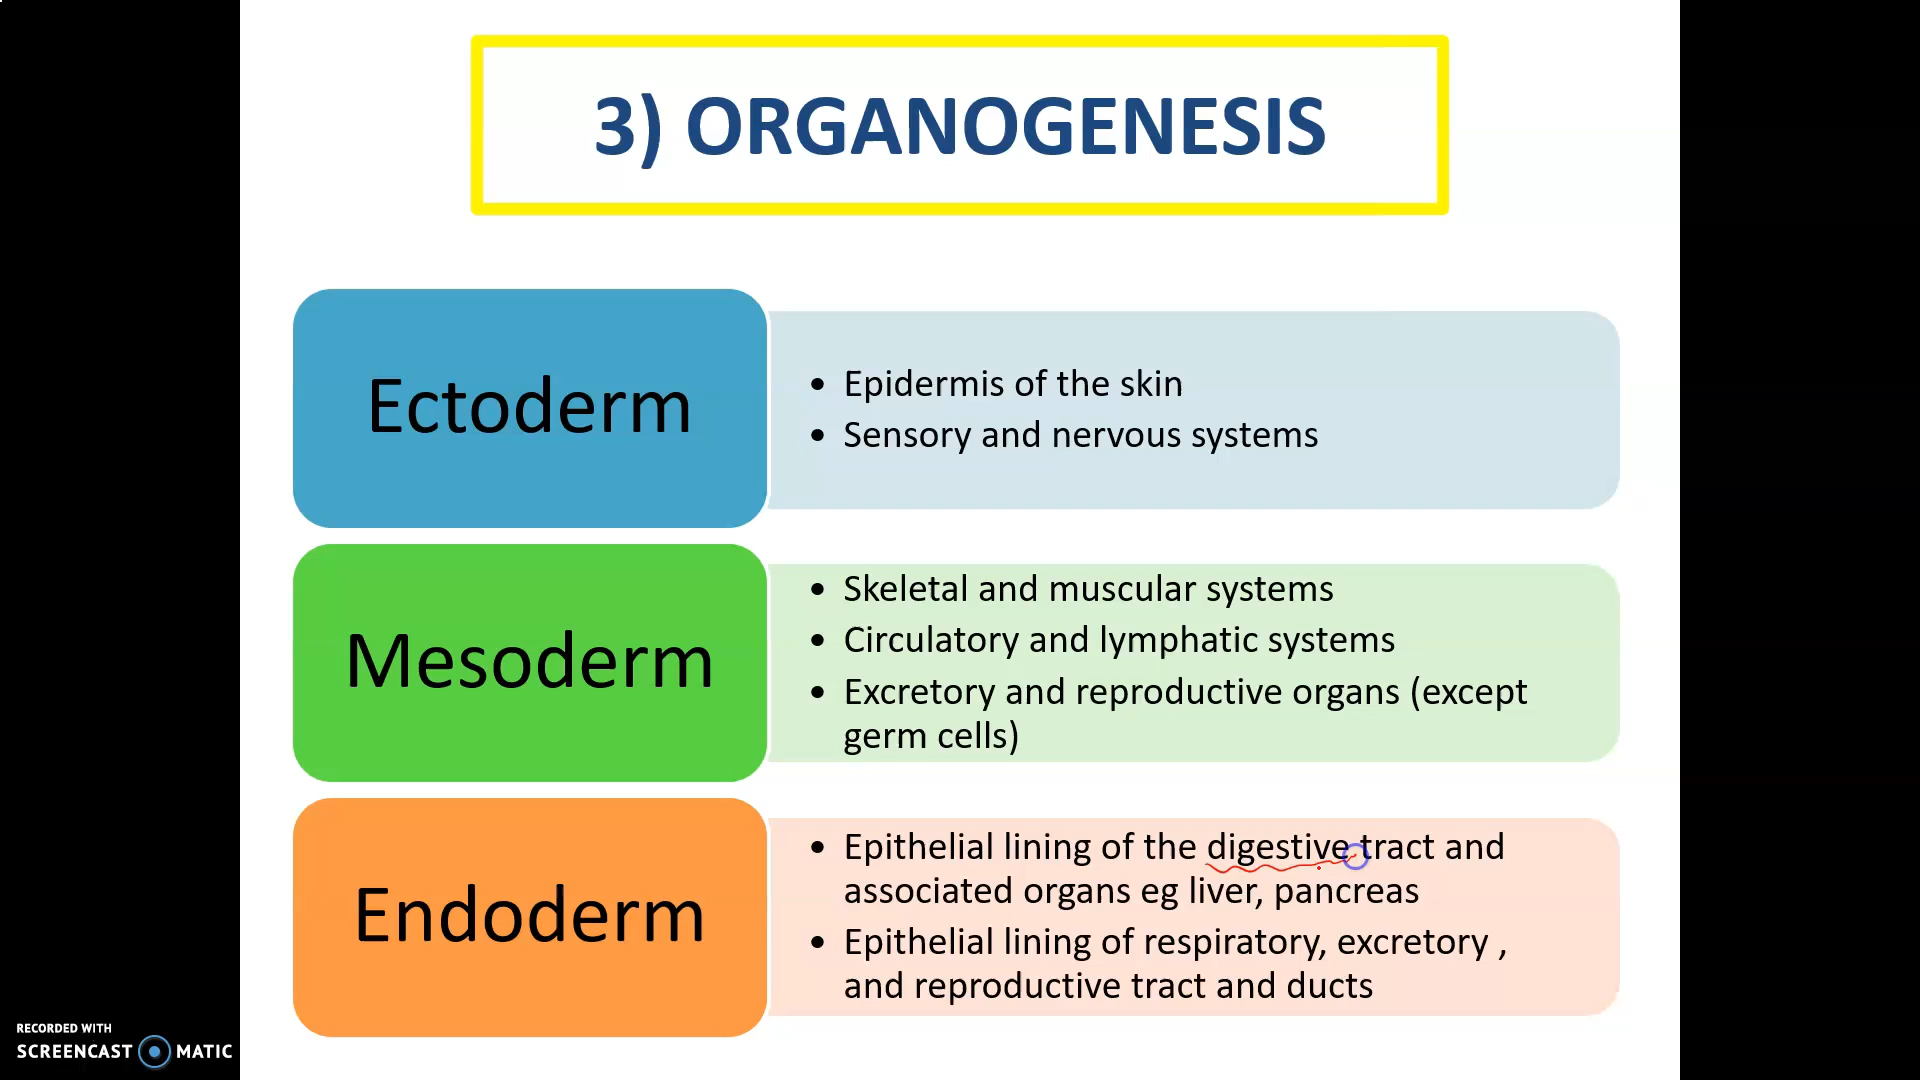 3) ORGANOGENESIS
Ectoderm
• Epidermis of the skin
• Sensory and nervous systems
Mesoderm
• Skeletal and muscular systems
• Circulatory and lymphatic systems
• Excretory and reproductive organs (except
germ cells)
Endoderm
• Epithelial lining of the digestive tract and
associated organs eg liver, pancreas
• Epithelial lining of respiratory, excretory ,
and reproductive tract and ducts
RECORDED WITH
SCREENCAST MATIC